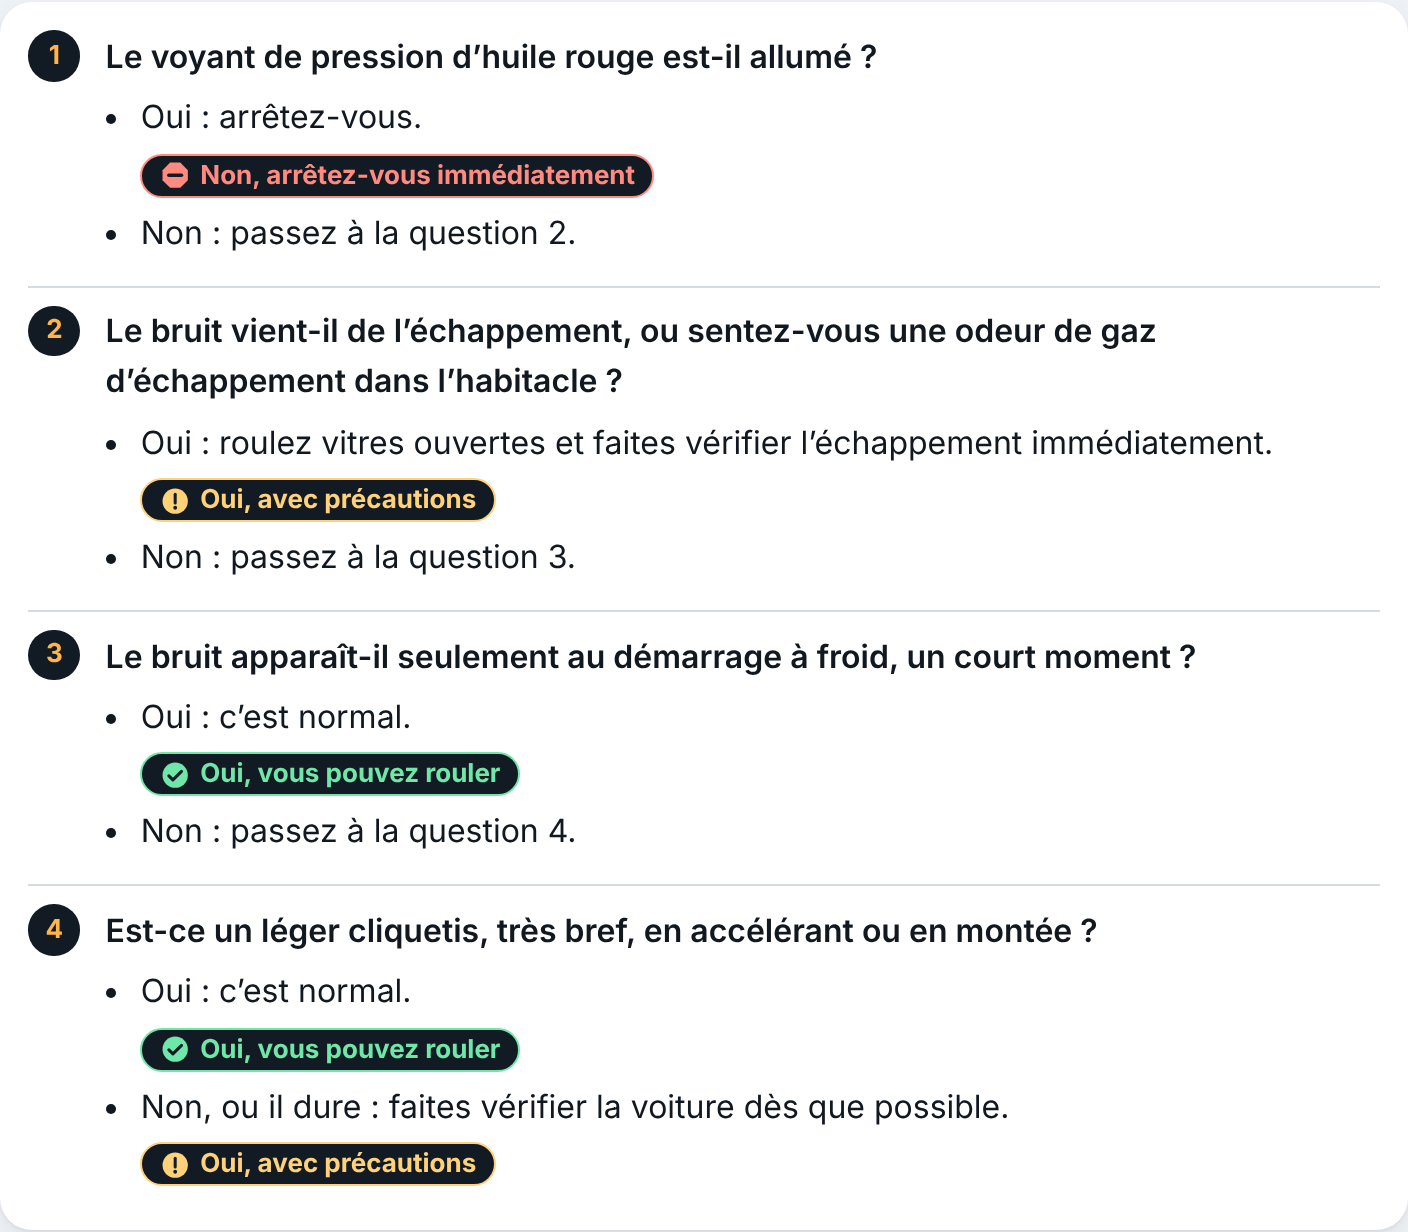 1 Le voyant de pression d’huile rouge est-il allumé ?
• Oui : arrêtez-vous.
Non, arrêtez-vous immédiatement
• Non : passez à la question 2.
2 Le bruit vient-il de l’échappement, ou sentez-vous une odeur de gaz
d’échappement dans l’habitacle ?
• Oui : roulez vitres ouvertes et faites vérifier l’échappement immédiatement.
Oui, avec précautions
• Non : passez à la question 3.
3 Le bruit apparaît-il seulement au démarrage à froid, un court moment ?
• Oui : c’est normal.
Oui, vous pouvez rouler
• Non : passez à la question 4.
4 Est-ce un léger cliquetis, très bref, en accélérant ou en montée ?
• Oui : c’est normal.
Oui, vous pouvez rouler
• Non, ou il dure : faites vérifier la voiture dès que possible.
Oui, avec précautions